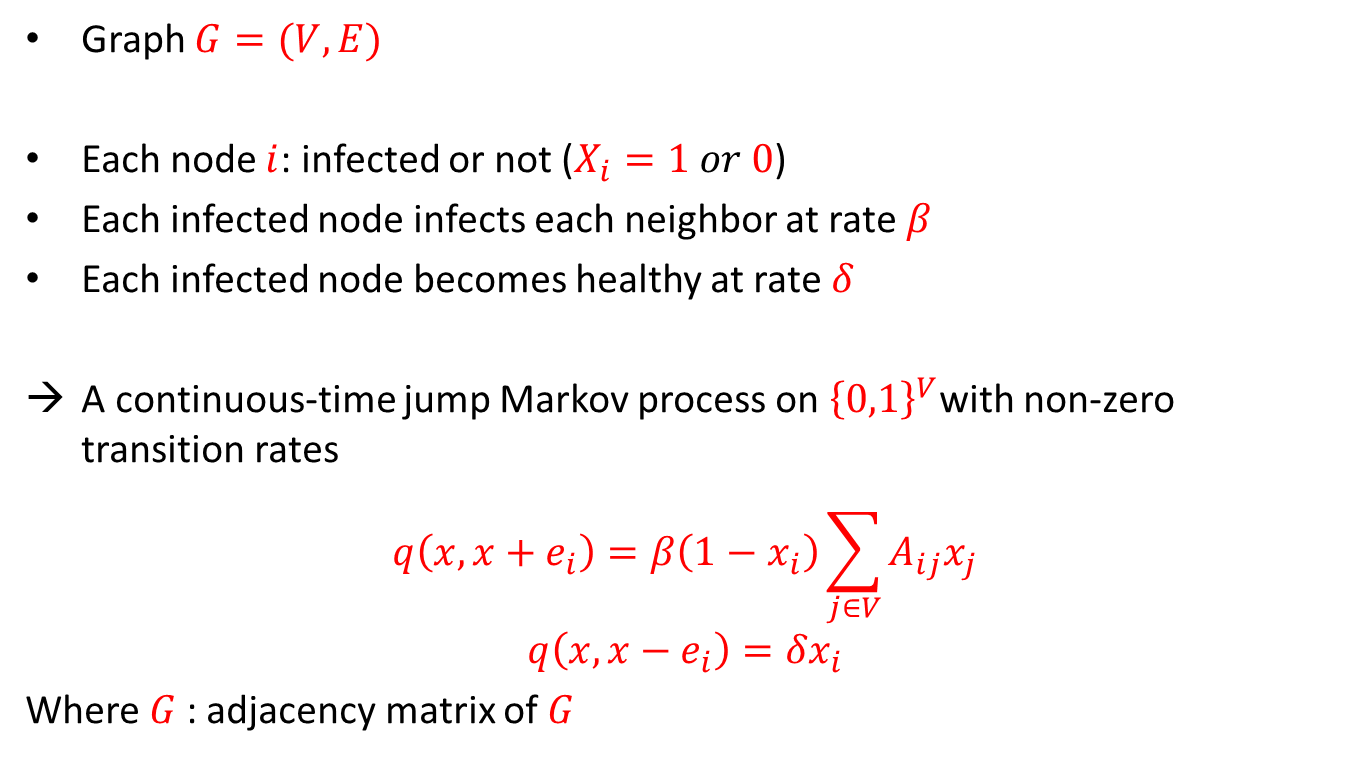 • Graph G = (V, E)
• Each node i: infected or not (X_i = 1 or 0)
• Each infected node infects each neighbor at rate β
• Each infected node becomes healthy at rate δ
→ A continuous-time jump Markov process on {0,1}^V with non-zero
transition rates
q(x, x + e_i) = β(1 − x_i) ∑_{j∈V} A_{ij}x_j
q(x, x − e_i) = δx_i
Where G : adjacency matrix of G